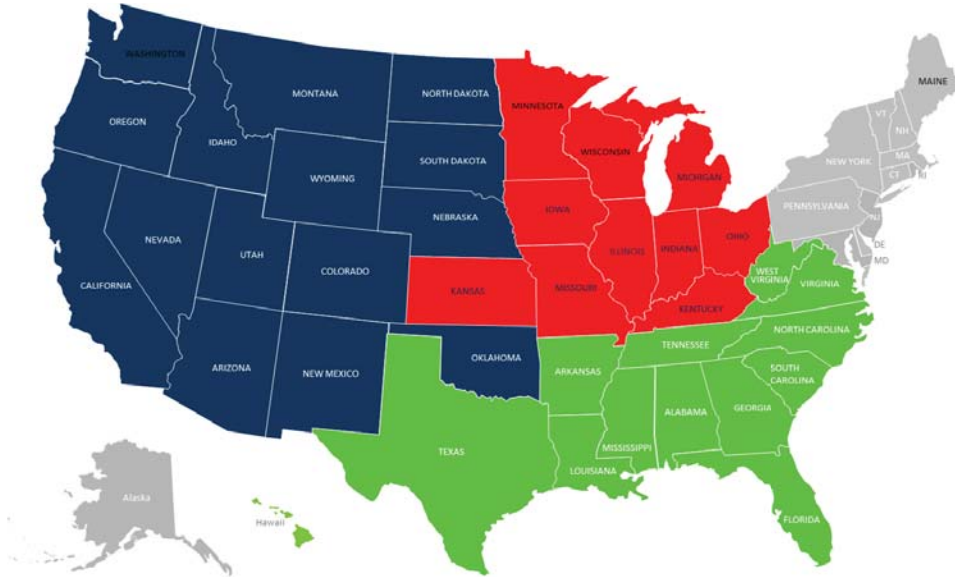 WASHINGTON
MONTANA
NORTH DAKOTA
MINNESOTA
MAINE
OREGON
IDAHO
SOUTH DAKOTA
WISCONSIN
MICHIGAN
VT
NH
NEW YORK
MA
CT
RI
WYOMING
NEBRASKA
IOWA
PENNSYLVANIA
NJ
NEVADA
UTAH
COLORADO
ILLINOIS
INDIANA
OHIO
DE
MD
CALIFORNIA
KANSAS
MISSOURI
WEST
VIRGINIA
VIRGINIA
KENTUCKY
NORTH CAROLINA
TENNESSEE
ARIZONA
NEW MEXICO
OKLAHOMA
ARKANSAS
SOUTH
CAROLINA
TEXAS
MISSISSIPPI
ALABAMA
GEORGIA
LOUISIANA
Alaska
Hawaii
FLORIDA